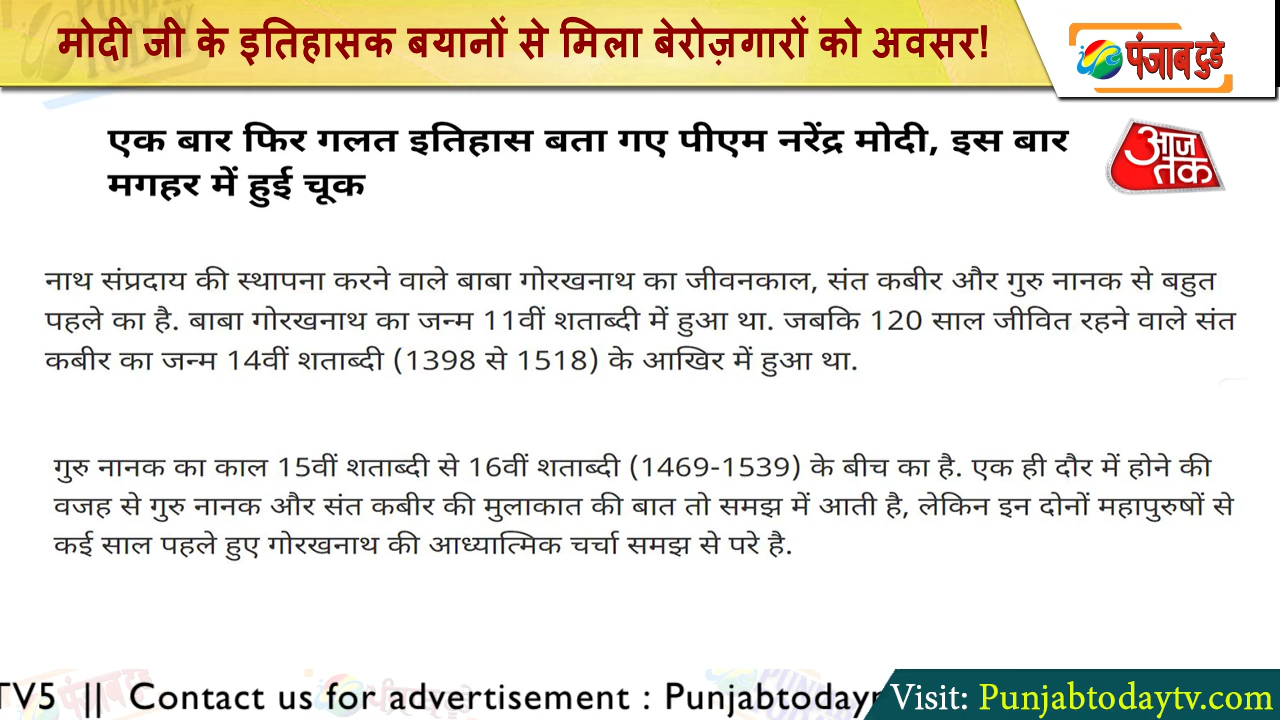 मोदी जी के इतिहासक बयानों से मिला बेरोज़गारों को अवसर!
पंजाब टुडे
एक बार फिर गलत इतिहास बता गए पीएम नरेंद्र मोदी, इस बार
मगहर में हुई चूक
आज
तक
नाथ संप्रदाय की स्थापना करने वाले बाबा गोरखनाथ का जीवनकाल, संत कबीर और गुरु नानक से बहुत
पहले का है. बाबा गोरखनाथ का जन्म 11वीं शताब्दी में हुआ था. जबकि 120 साल जीवित रहने वाले संत
कबीर का जन्म 14वीं शताब्दी (1398 से 1518) के आखिर में हुआ था.
गुरु नानक का काल 15वीं शताब्दी से 16वीं शताब्दी (1469-1539) के बीच का है. एक ही दौर में होने की
वजह से गुरु नानक और संत कबीर की मुलाकात की बात तो समझ में आती है, लेकिन इन दोनों महापुरुषों से
कई साल पहले हुए गोरखनाथ की आध्यात्मिक चर्चा समझ से परे है.
TV5 || Contact us for advertisement : Punjabtoday
Visit: Punjabtodaytv.com